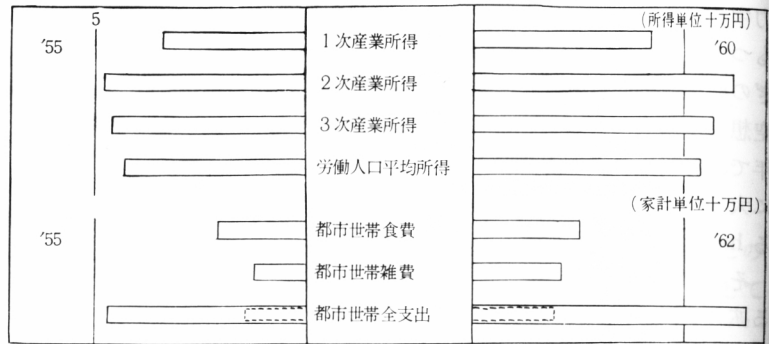 5
(所得単位十万円)
'55
1次産業所得
'60
2次産業所得
3次産業所得
労働人口平均所得
(家計単位十万円)
'55
都市世帯食費
'62
都市世帯雑費
都市世帯全支出